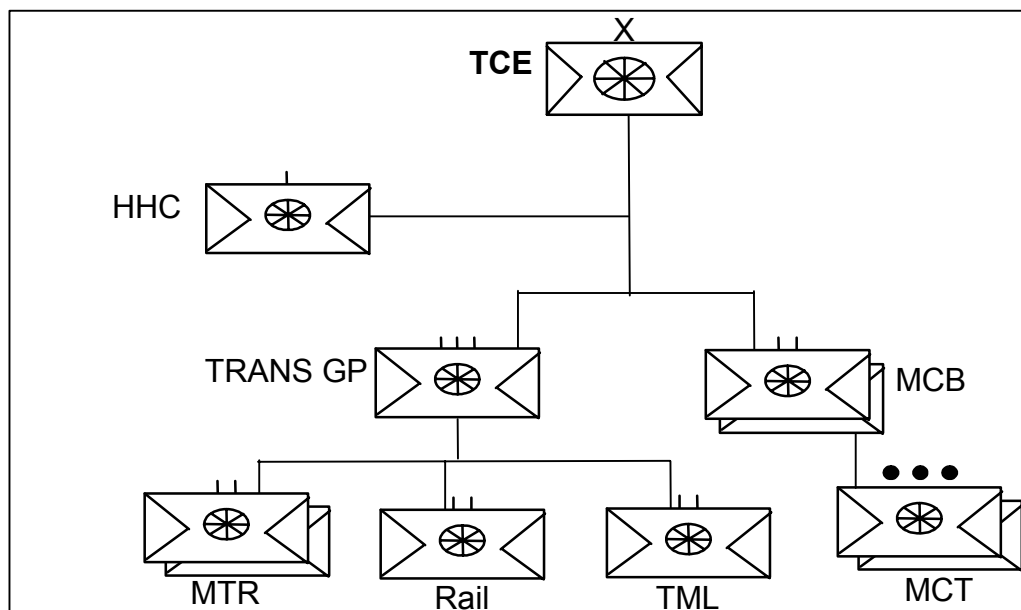 X
TCE
HHC
TRANS GP
MCB
MTR
Rail
TML
MCT